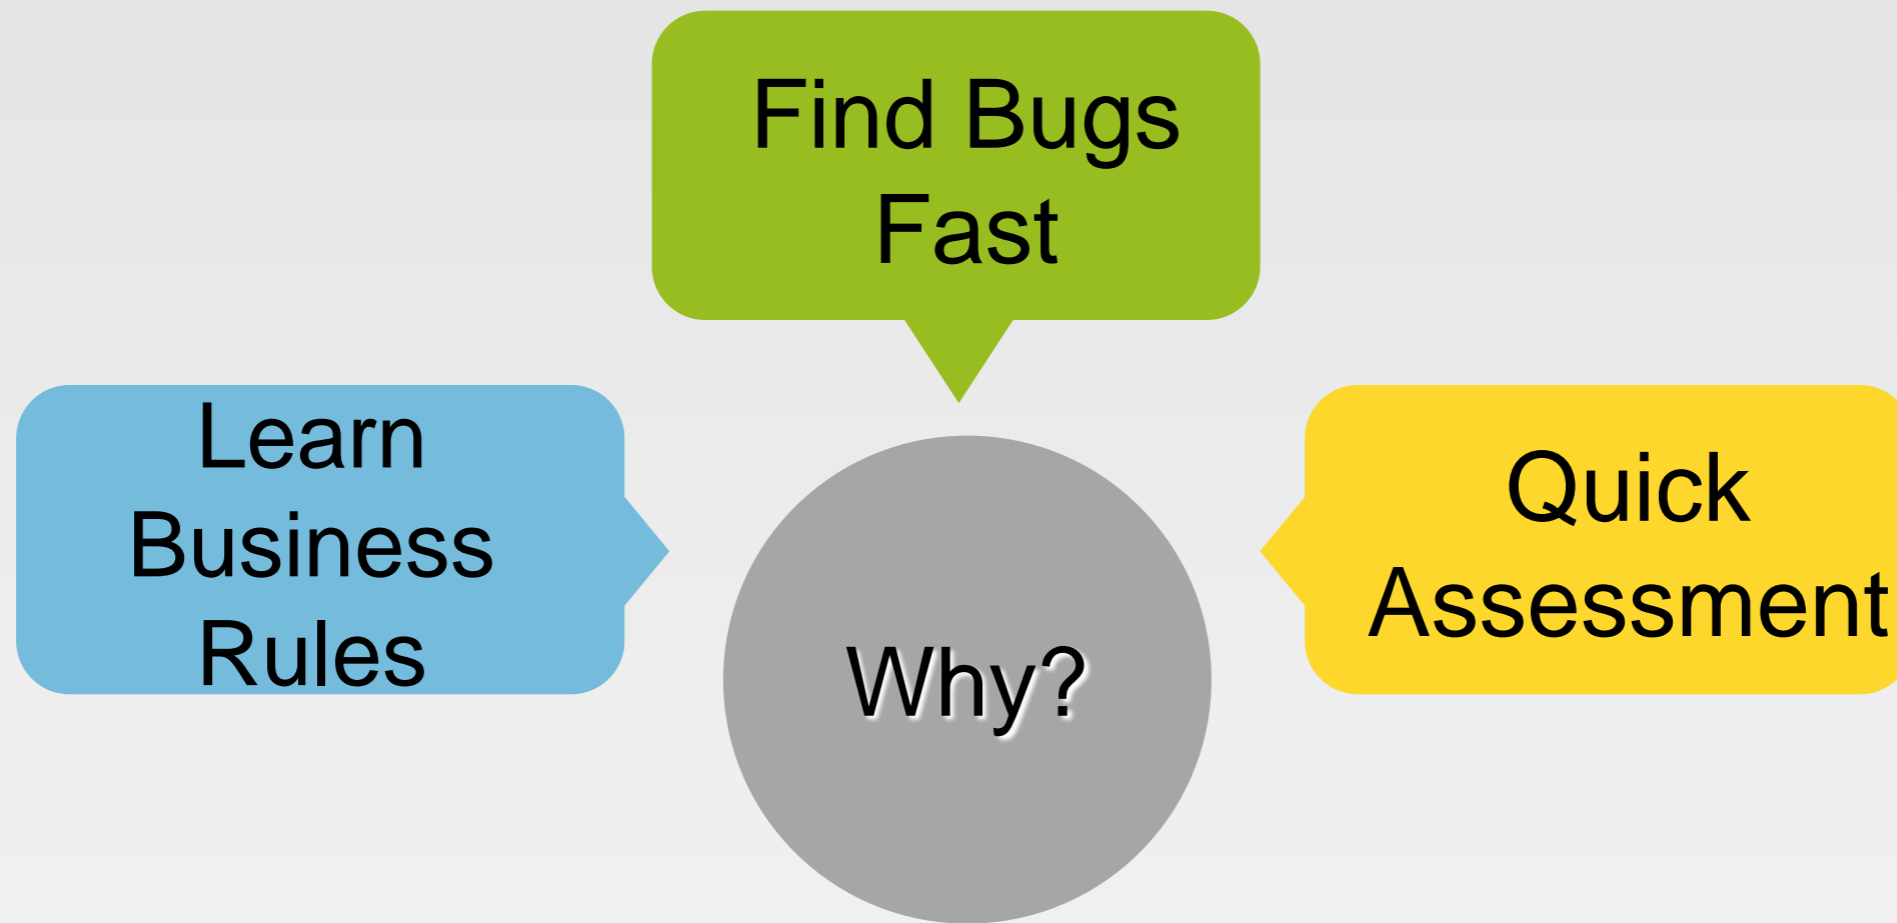 Find Bugs
Fast
Learn
Business
Rules
Quick
Assessment
Why?